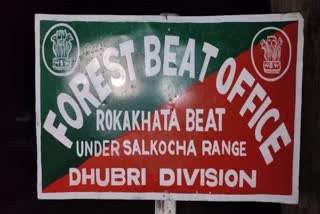 FOREST BEAT OFFICE
ROKAKHATA BEAT
UNDER SALKOCHA RANGE
DHUBRI DIVISION